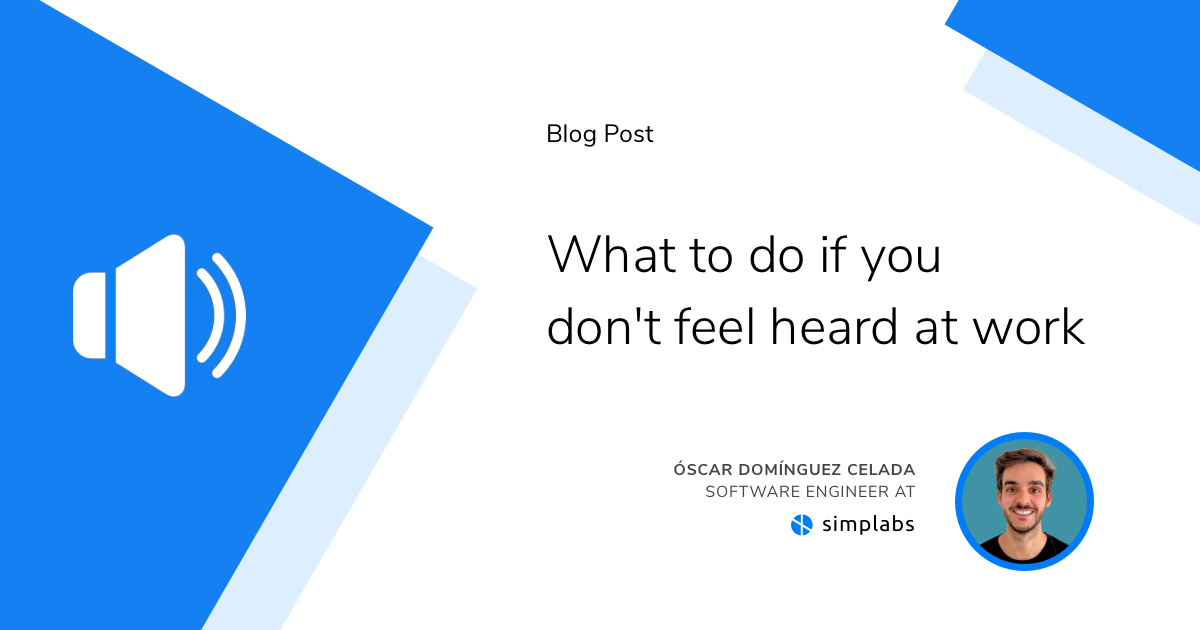 Blog Post
What to do if you
don't feel heard at work
ÓSCAR DOMÍNGUEZ CELADA
SOFTWARE ENGINEER AT
simplabs